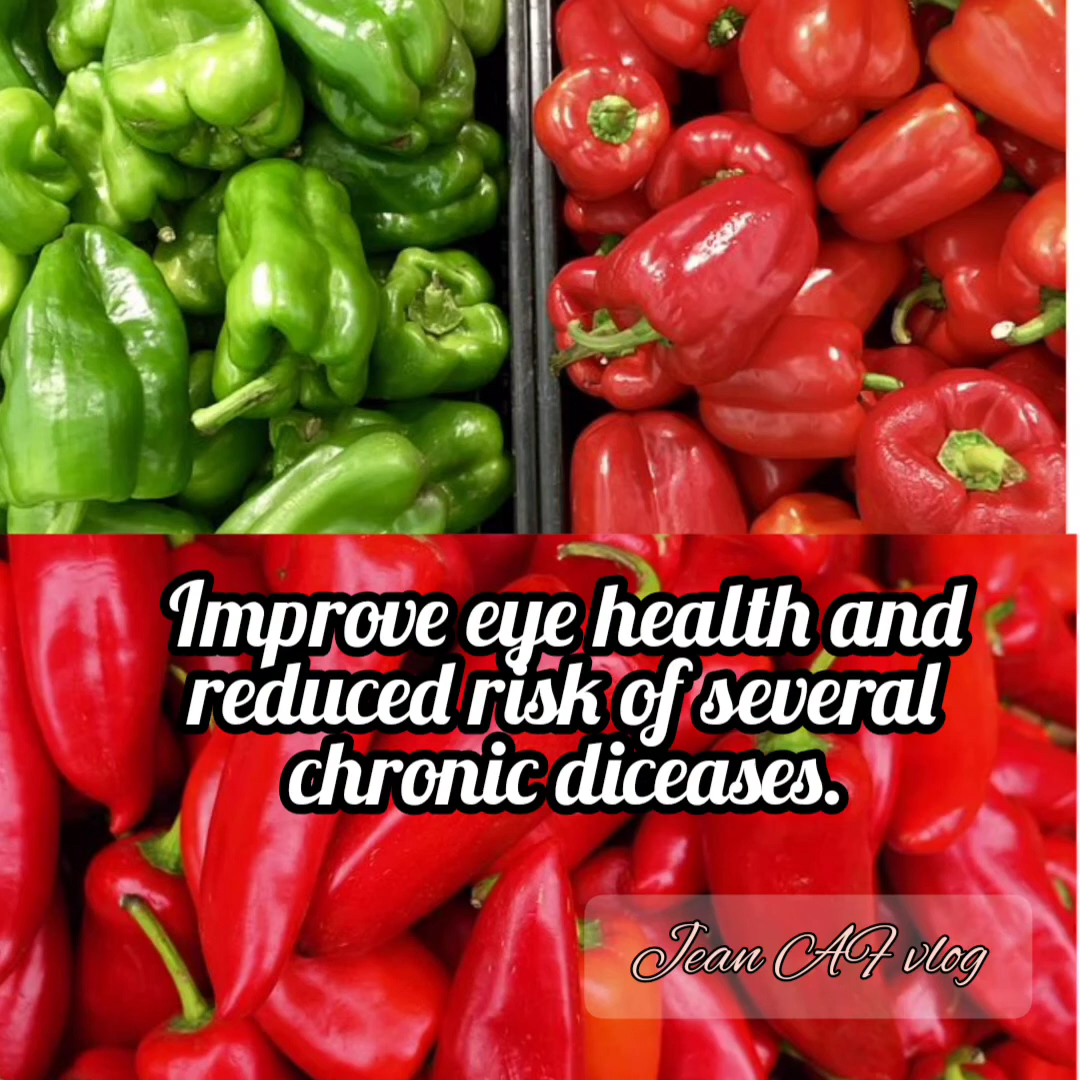 Improve eye health and
reduced risk of several
chronic diceases.
Jean AF vlog